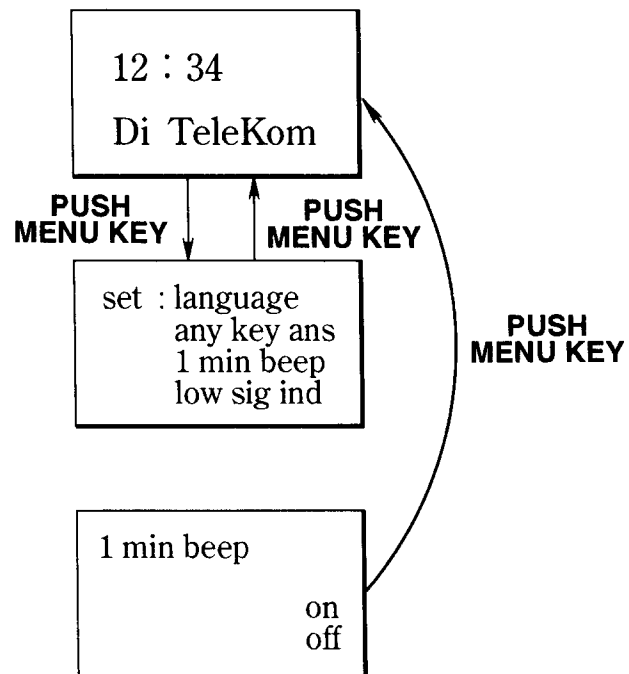 12 : 34
Di TeleKom
PUSH
MENU KEY
PUSH
MENU KEY
set : language
any key ans
1 min beep
low sig ind
PUSH
MENU KEY
1 min beep
on
off